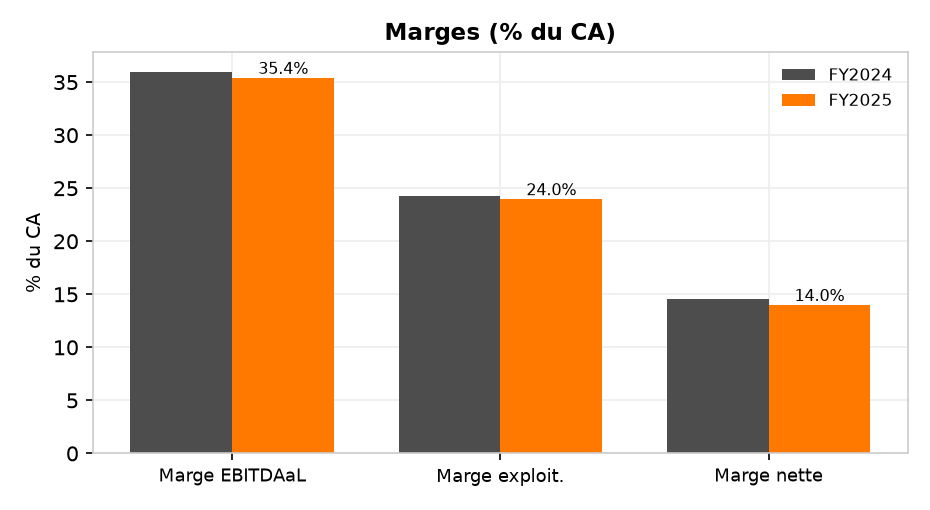 Marges (% du CA)
FY2024
FY2025
35.4%
24.0%
14.0%
% du CA
35
30
25
20
15
10
5
0
Marge EBITDAaL
Marge exploit.
Marge nette